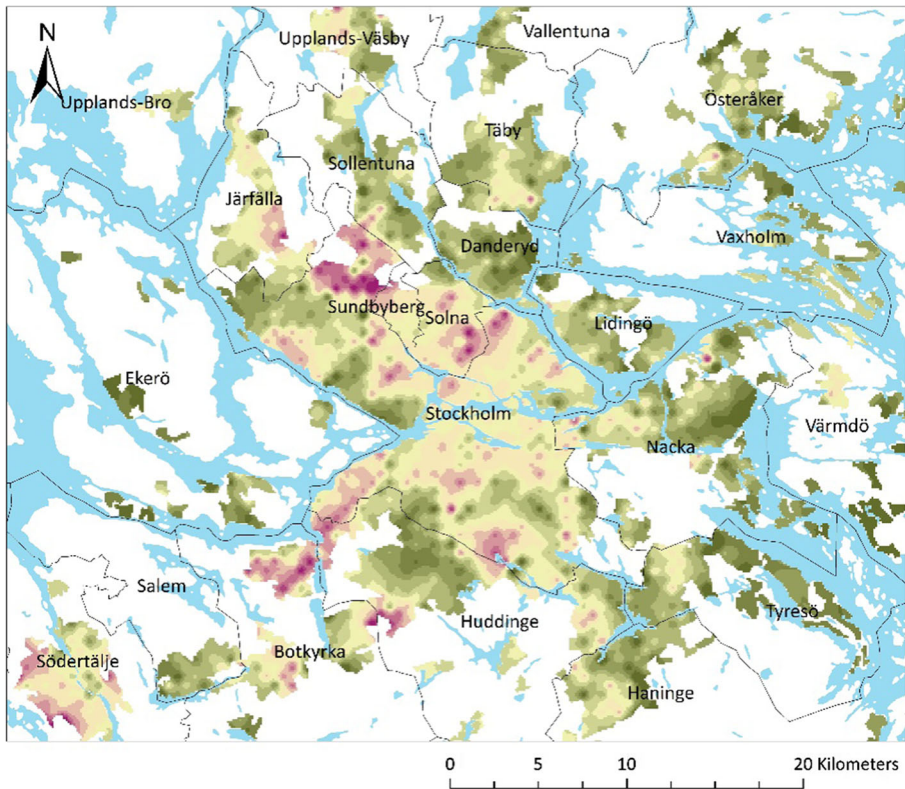 N
Upplands-Väsby
Vallentuna
Upplands-Bro
Österåker
Täby
Sollentuna
Järfälla
Danderyd
Vaxholm
Sundbyberg
Solna
Lidingö
Ekerö
Stockholm
Värmdö
Nacka
Salem
Tyresö
Huddinge
Botkyrka
Södertälje
Haninge
0 5 10 20 Kilometers